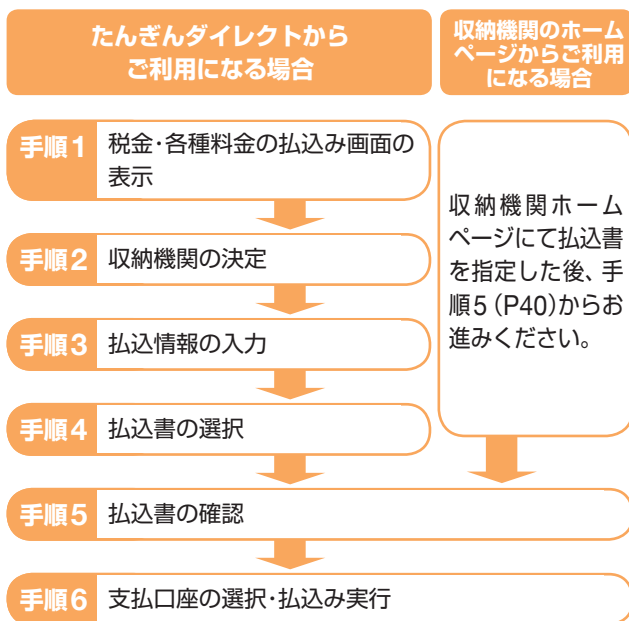 たんぎんダイレクトから
ご利用になる場合
収納機関のホーム
ページからご利用
になる場合
手順1 税金・各種料金の払込み画面の
表示
手順2 収納機関の決定
手順3 払込情報の入力
手順4 払込書の選択
収納機関ホーム
ページにて払込書
を指定した後、手
順5(P40)からお
進みください。
手順5 払込書の確認
手順6 支払口座の選択・払込み実行